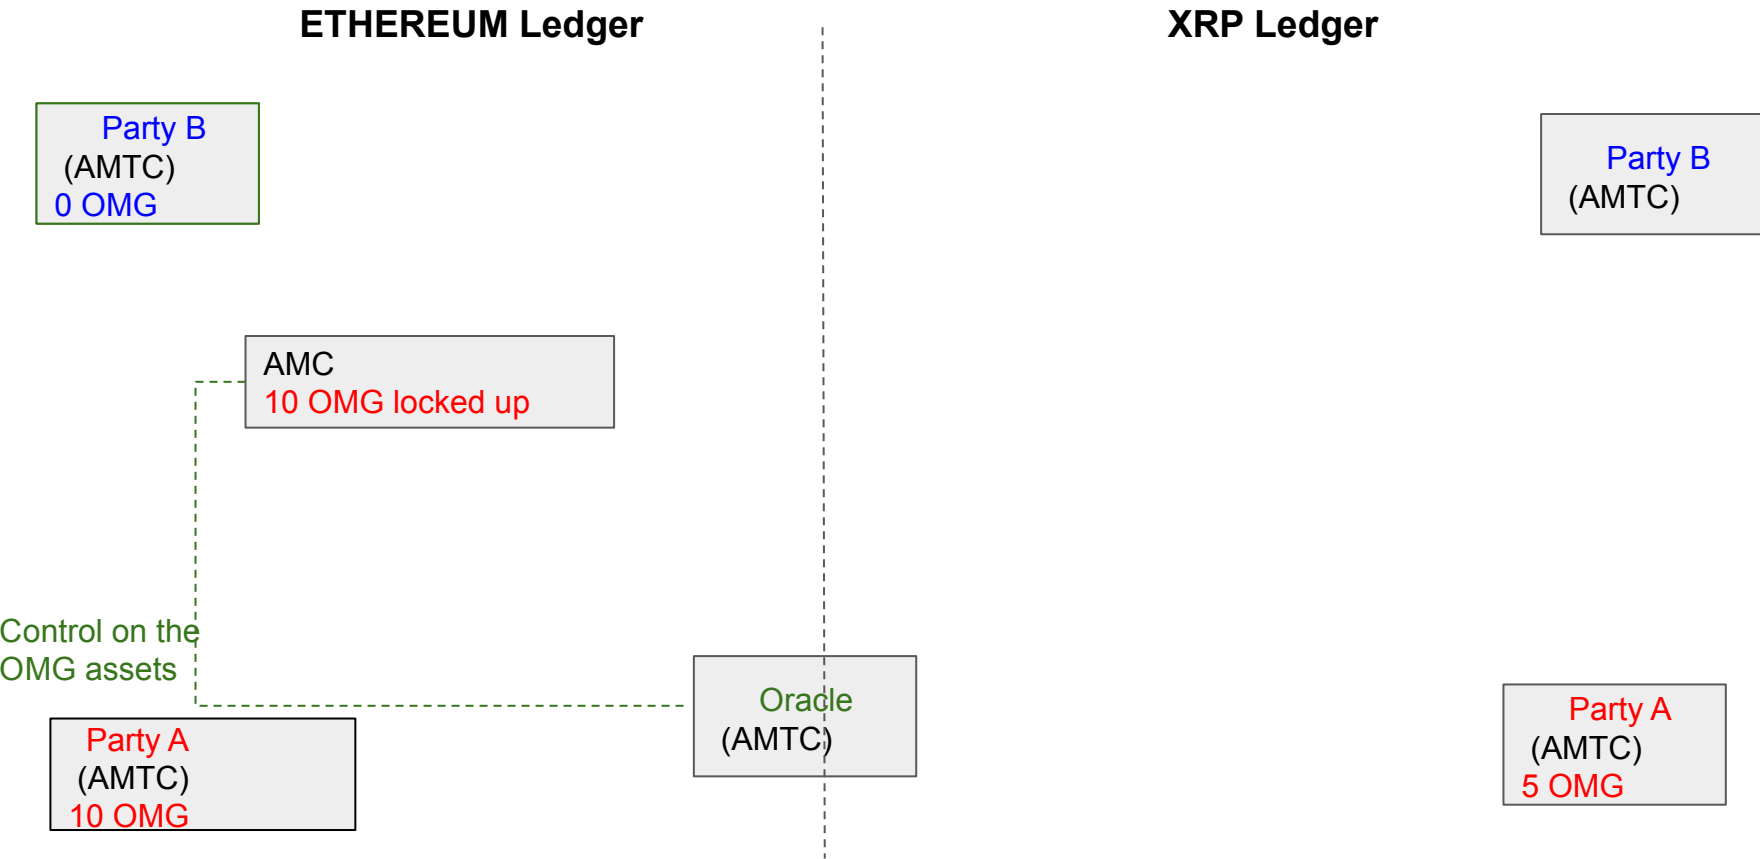 ETHEREUM Ledger
XRP Ledger
Party B
(AMTC)
0 OMG
Party B
(AMTC)
AMC
10 OMG locked up
Control on the
OMG assets
Oracle
(AMTC)
Party A
(AMTC)
10 OMG
Party A
(AMTC)
5 OMG